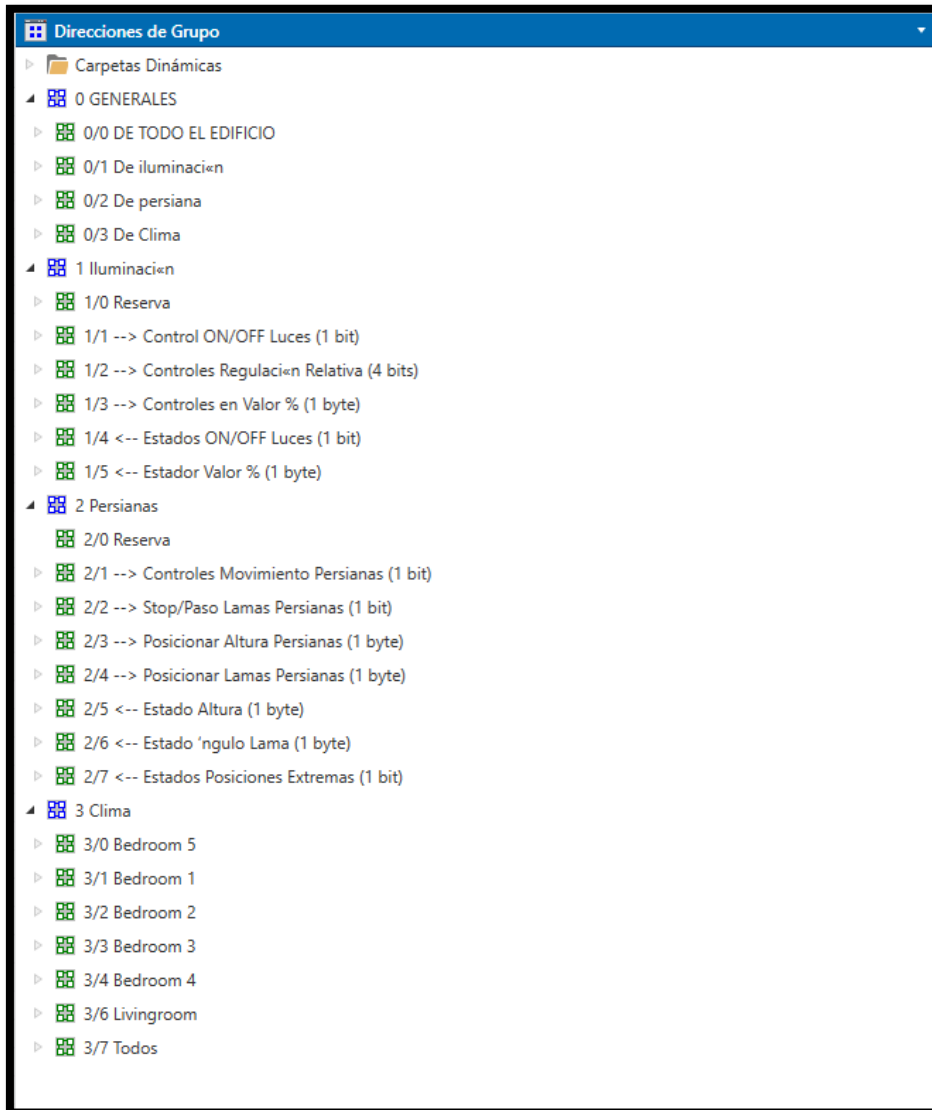 Direcciones de Grupo
Carpetas Dinámicas
0 GENERALES
0/0 DE TODO EL EDIFICIO
0/1 De iluminaci«n
0/2 De persiana
0/3 De Clima
1 Iluminaci«n
1/0 Reserva
1/1 --> Control ON/OFF Luces (1 bit)
1/2 --> Controles Regulaci«n Relativa (4 bits)
1/3 --> Controles en Valor % (1 byte)
1/4 <-- Estados ON/OFF Luces (1 bit)
1/5 <-- Estador Valor % (1 byte)
2 Persianas
2/0 Reserva
2/1 --> Controles Movimiento Persianas (1 bit)
2/2 --> Stop/Paso Lamas Persianas (1 bit)
2/3 --> Posicionar Altura Persianas (1 byte)
2/4 --> Posicionar Lamas Persianas (1 byte)
2/5 <-- Estado Altura (1 byte)
2/6 <-- Estado ‘ngulo Lama (1 byte)
2/7 <-- Estados Posiciones Extremas (1 bit)
3 Clima
3/0 Bedroom 5
3/1 Bedroom 1
3/2 Bedroom 2
3/3 Bedroom 3
3/4 Bedroom 4
3/6 Livingroom
3/7 Todos